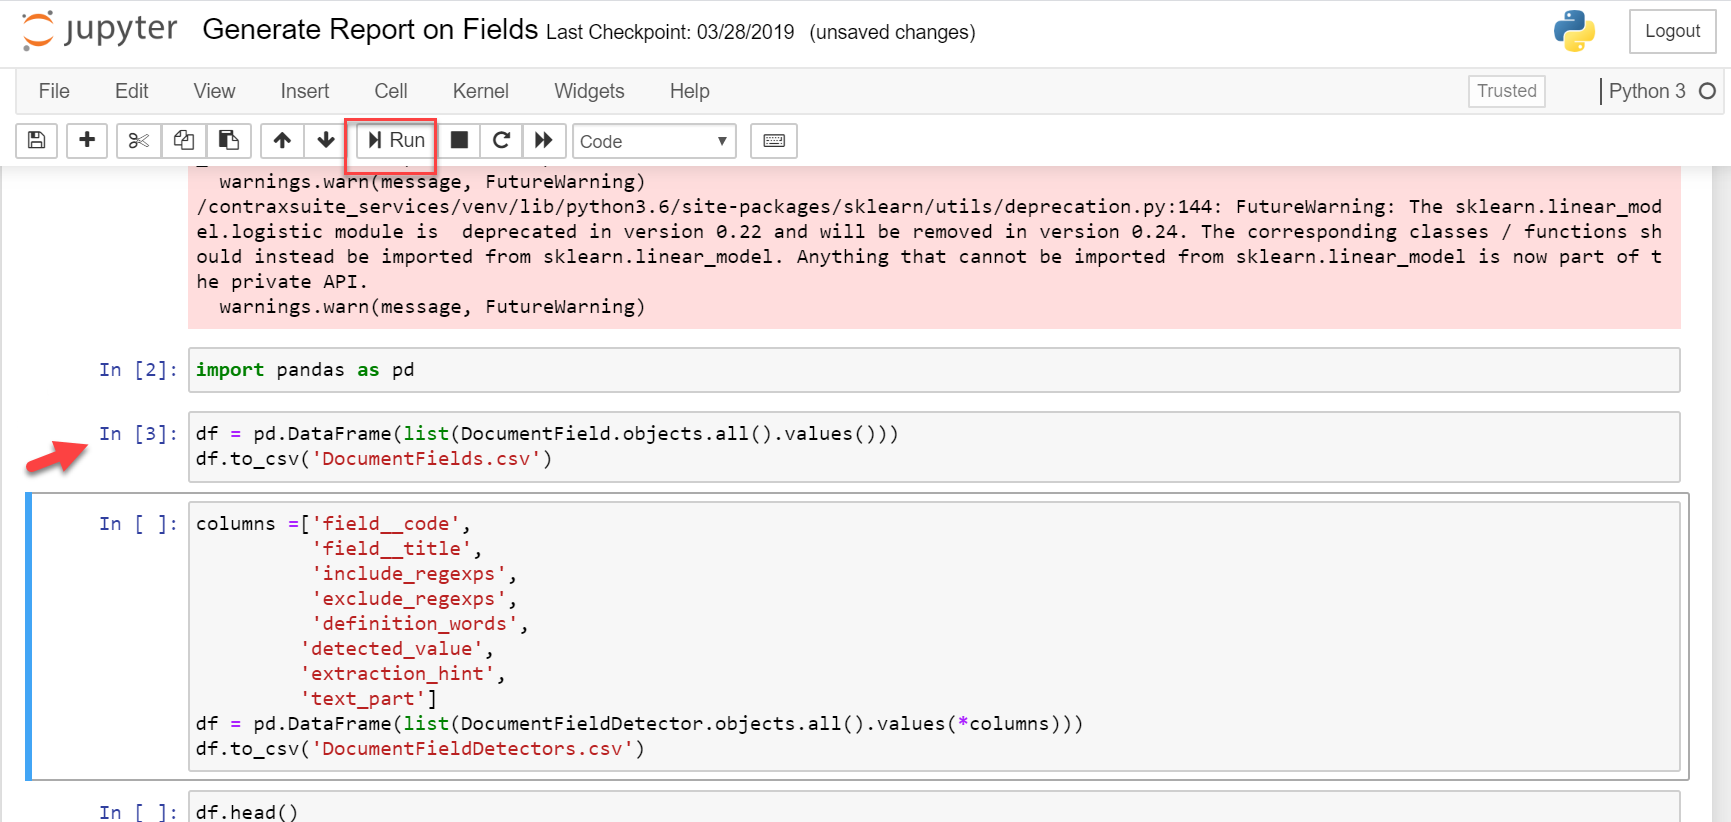 jupyter Generate Report on Fields Last Checkpoint: 03/28/2019 (unsaved changes) Logout
File Edit View Insert Cell Kernel Widgets Help Trusted Python 3
Run Code
warnings.warn(message, FutureWarning)
/contraxsuite_services/venv/lib/python3.6/site-packages/sklearn/utils/deprecation.py:144: FutureWarning: The sklearn.linear_mod
el.logistic module is  deprecated in version 0.22 and will be removed in version 0.24. The corresponding classes / functions sh
ould instead be imported from sklearn.linear_model. Anything that cannot be imported from sklearn.linear_model is now part of t
he private API.
warnings.warn(message, FutureWarning)
In [2]: import pandas as pd
In [3]: df = pd.DataFrame(list(DocumentField.objects.all().values()))
df.to_csv('DocumentFields.csv')
In [ ]: columns =['field__code',
'field__title',
'include_regexps',
'exclude_regexps',
'definition_words',
'detected_value',
'extraction_hint',
'text_part']
df = pd.DataFrame(list(DocumentFieldDetector.objects.all().values(*columns)))
df.to_csv('DocumentFieldDetectors.csv')
In [ ]: df.head()